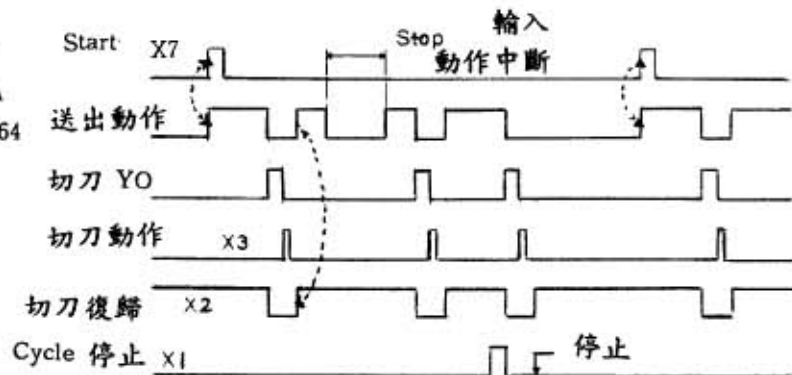 Start X7
Stop
輸入
動作中斷
64
送出動作
切刀 YO
切刀動作 X3
切刀復歸 X2
Cycle 停止 X1
停止